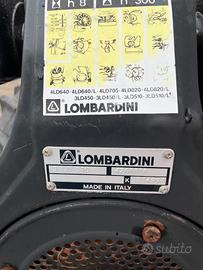 h 8 h 300
4LD640-4LD640/L-4LD705-4LD820-4LD820/L
3LD450-3LD450/L-3LD510-3LD510/L
LOMBARDINI
LOMBARDINI
K
MADE IN ITALY
subito